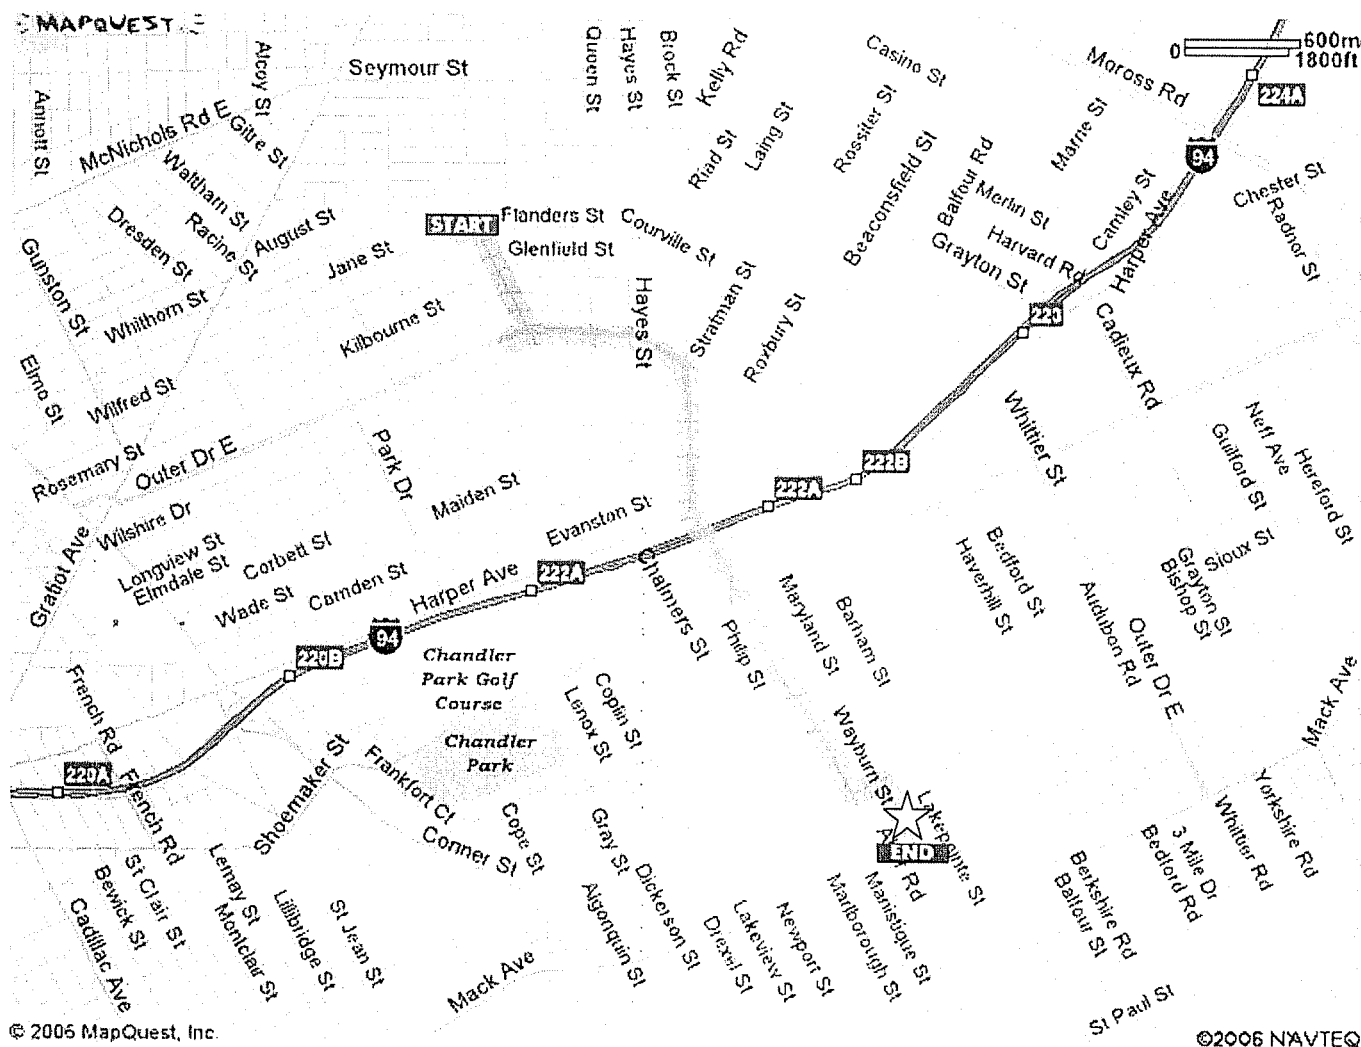 MAPQUEST
600m
0
1800ft
Seymour St
Alcoy St
Queen St
Hayes St
Brock St
Kelly Rd
Casino St
Moross Rd
224A
Annott St
McNichols Rd E
Giltre St
Waltham St
Riad St
Laing St
Rossiter St
Beaconsfield St
Balfour Rd
Marne St
94
Chester St
Radnor St
Dresden St
Racine St
August St
START
Flanders St
Glenfield St
Courville St
Merlin St
Harvard Rd
Grayton St
Camley St
Harper Ave
Gunston St
Jane St
Whithorn St
Kilbourne St
Hayes St
Stratman St
Roxbury St
Cadieux Rd
Elmo St
Wilfred St
Rosemary St
Outer Dr E
Park Dr
Whittier St
Neff Ave
Guilford St
Hereford St
222B
222A
Maiden St
Evanston St
Wilshire Dr
Gratiot Ave
Longview St
Elmdale St
Corbett St
Wade St
Camden St
Harper Ave
222A
Chalmers St
Bedford St
Haverhill St
Sioux St
Grayton St
Bishop St
Maryland St
Barham St
Philip St
Audubon Rd
Outer Dr E
Mack Ave
94
220B
Chandler
Park Golf
Course
Coplin St
Lenox St
French Rd
Chandler
Park
Wayburn St
220A
French Rd
Shoemaker St
Frankfort Ct
Conner St
Cope St
Gray St
Lakepointe St
END
Yorkshire Rd
Whittier Rd
3 Mile Dr
Bedford Rd
Berkshire Rd
Balfour St
St Clair St
Bewick St
Cadillac Ave
Lemay St
Montclair St
Lillibridge St
St Jean St
Mack Ave
Algonquin St
Dickerson St
Drexel St
Lakeview St
Newport St
Marlborough St
Manistique St
St Paul St
© 2006 MapQuest, Inc.
©2006 NAVTEQ